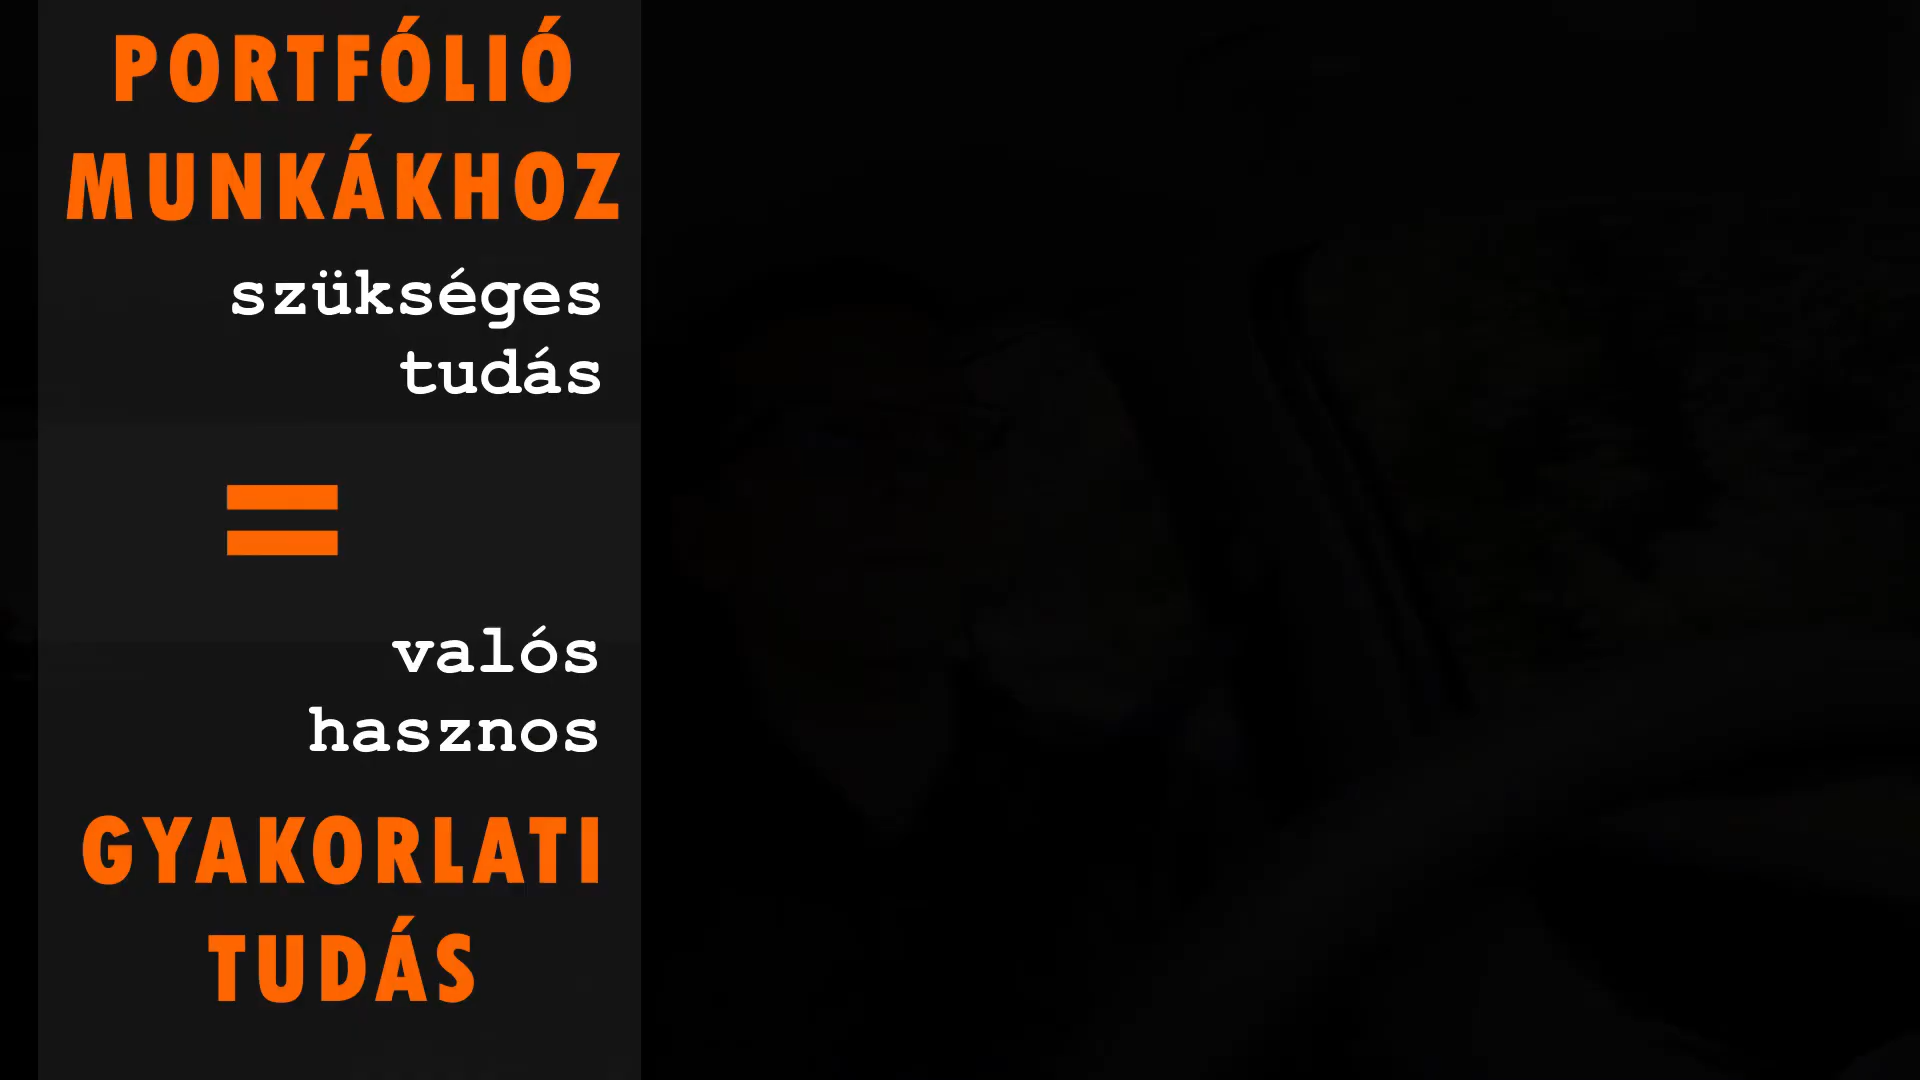 PORTFÓLIÓ
MUNKÁKHOZ
szükséges
tudás
=
valós
hasznos
GYAKORLATI
TUDÁS